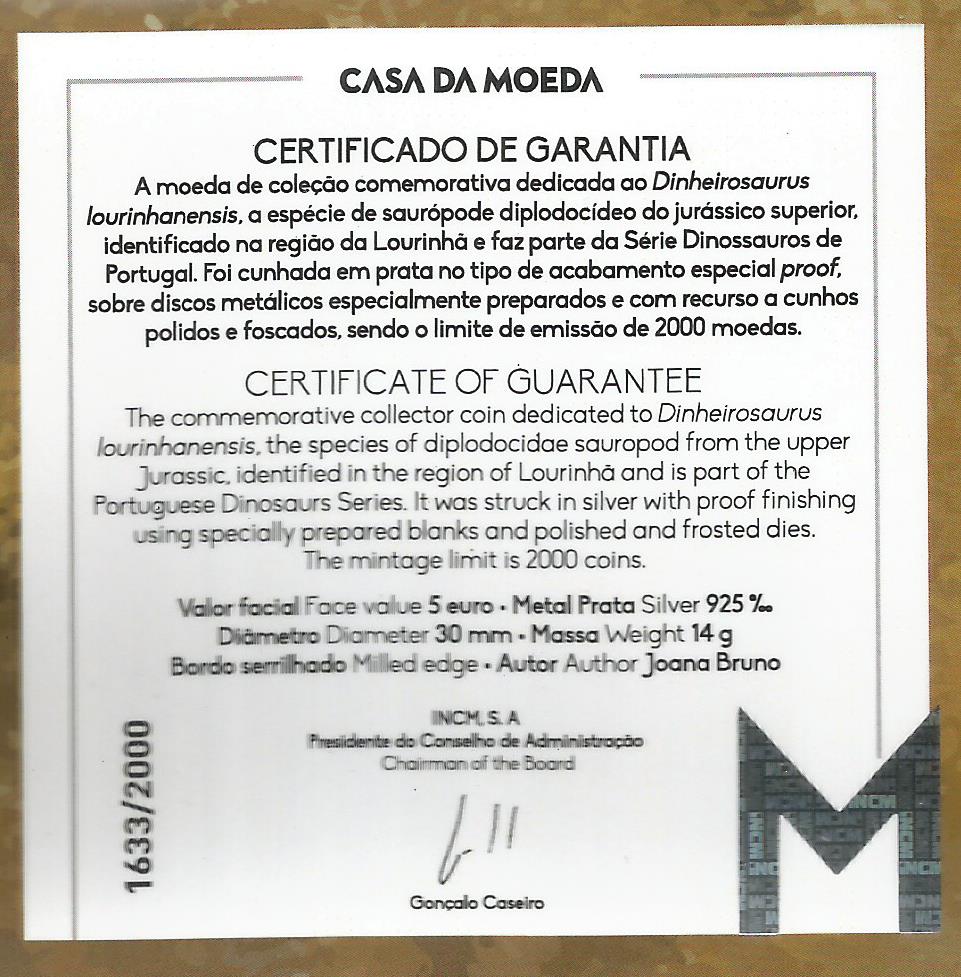 CASA DA MOEDA
CERTIFICADO DE GARANTIA
A moeda de coleção comemorativa dedicada ao Dinheirosaurus
lourinhanensis, a espécie de saurópode diplodocídeo do jurássico superior,
identificado na região da Lourinhã e faz parte da Série Dinossauros de
Portugal. Foi cunhada em prata no tipo de acabamento especial proof,
sobre discos metálicos especialmente preparados e com recurso a cunhos
polidos e foscados, sendo o limite de emissão de 2000 moedas.
CERTIFICATE OF GUARANTEE
The commemorative collector coin dedicated to Dinheirosaurus
lourinhanensis, the species of diplodocidae sauropod from the upper
Jurassic, identified in the region of Lourinhã and is part of the
Portuguese Dinosaurs Series. It was struck in silver with proof finishing
using specially prepared blanks and polished and frosted dies.
The mintage limit is 2000 coins.
Valor facial Face value 5 euro • Metal Prata Silver 925 ‰
Diâmetro Diameter 30 mm • Massa Weight 14 g
Bordo serrilhado Milled edge • Autor Author Joana Bruno
INCM, S. A
Presidente do Conselho de Administração
Chairman of the Board
Gonçalo Caseiro
1633/2000
M
INCM